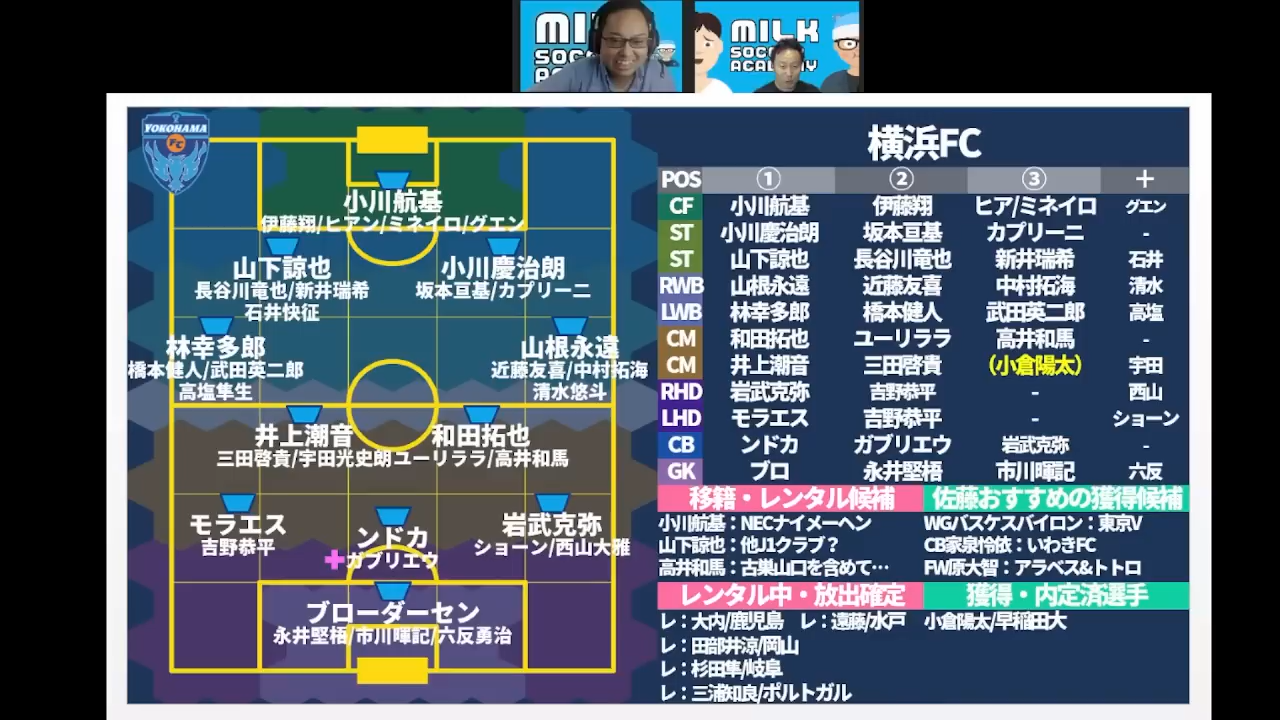 MILK
SOCCER
ACADEMY
YOKOHAMA
FC
小川航基
伊藤翔/ヒアン/ミネイロ/グエン
山下諒也
長谷川竜也/新井瑞希
石井快征
小川慶治朗
坂本亘基/カプリーニ
林幸多郎
橋本健人/武田英二郎
高塩隼生
山根永遠
近藤友喜/中村拓海
清水悠斗
井上潮音
和田拓也
三田啓貴/宇田光史朗ユーリララ/高井和馬
モラエス
吉野恭平
ンドカ
ガブリエウ
岩武克弥
ショーン/西山大雅
ブローダーセン
永井堅梧/市川暉記/六反勇治
横浜FC
POS ① ② ③ ＋
CF 小川航基 伊藤翔 ヒア/ミネイロ グエン
ST 小川慶治朗 坂本亘基 カプリーニ -
ST 山下諒也 長谷川竜也 新井瑞希 石井
RWB 山根永遠 近藤友喜 中村拓海 清水
LWB 林幸多郎 橋本健人 武田英二郎 高塩
CM 和田拓也 ユーリララ 高井和馬 -
CM 井上潮音 三田啓貴 （小倉陽太） 宇田
RHD 岩武克弥 吉野恭平 - 西山
LHD モラエス 吉野恭平 - ショーン
CB ンドカ ガブリエウ 岩武克弥 -
GK ブロ 永井堅梧 市川暉記 六反
移籍・レンタル候補 佐藤おすすめの獲得候補
小川航基：NECナイメーヘン WGバスケスバイロン：東京V
山下諒也：他J1クラブ？ CB家泉怜依：いわきFC
高井和馬：古巣山口を含めて… FW原大智：アラベス&トトロ
レンタル中・放出確定 獲得・内定済選手
レ：大内/鹿児島 レ：遠藤/水戸 小倉陽太/早稲田大
レ：田部井涼/岡山
レ：杉田隼/岐阜
レ：三浦知良/ポルトガル